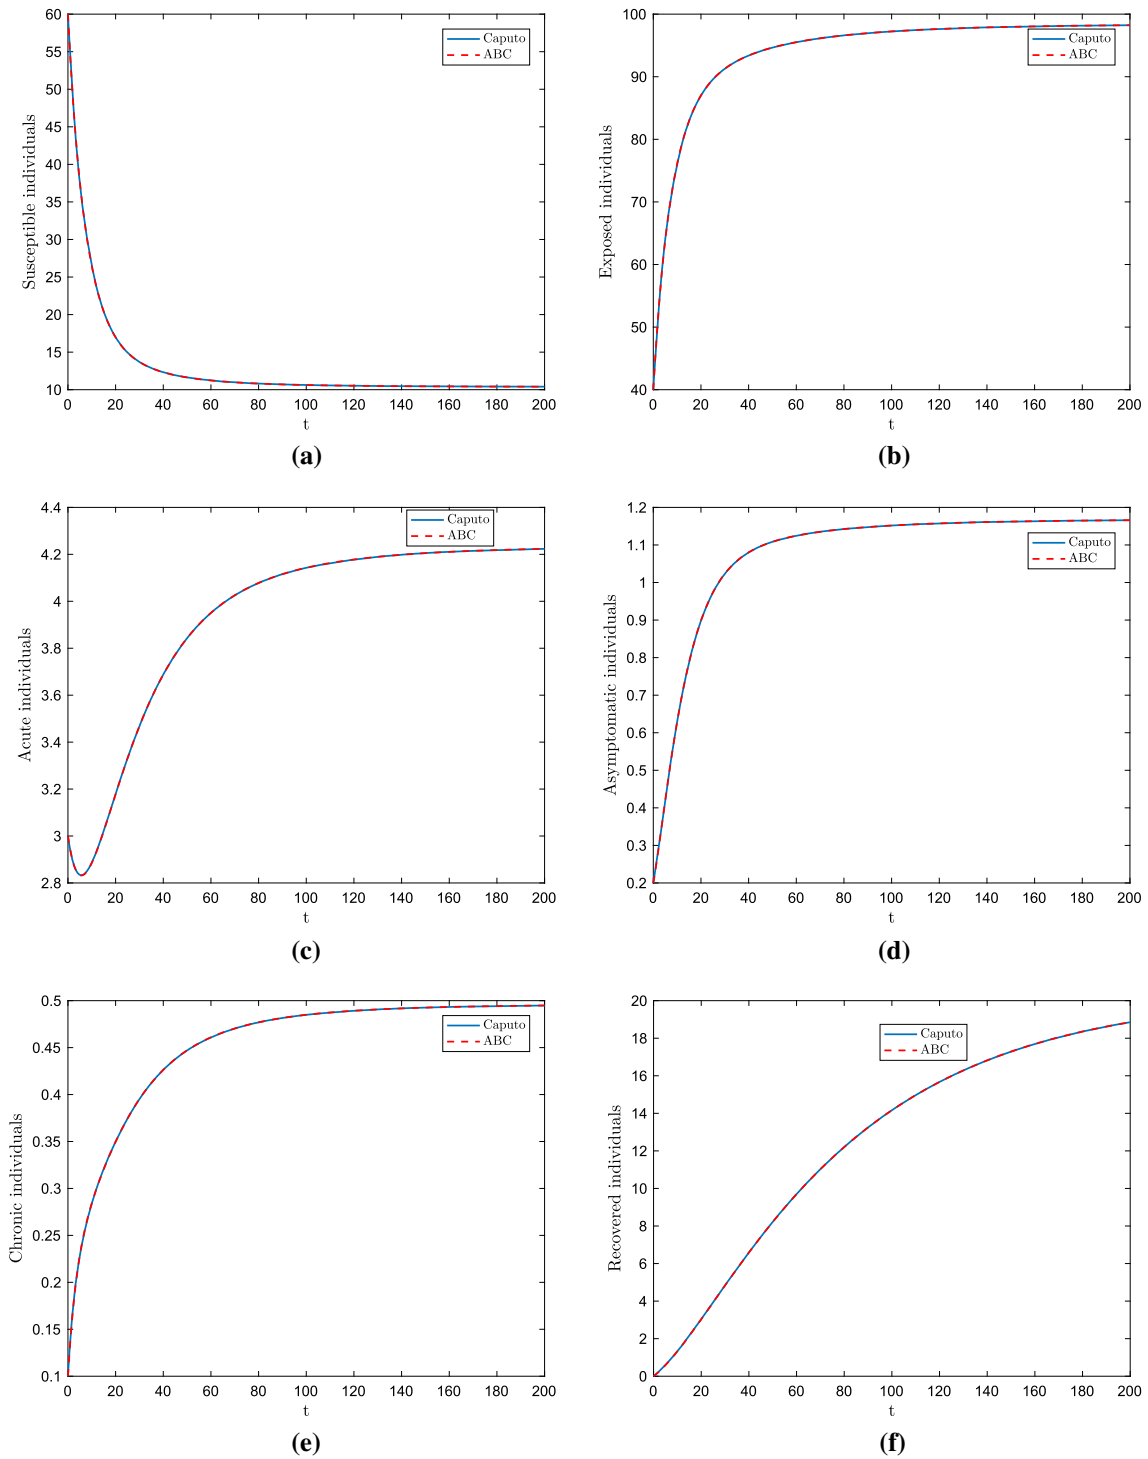 60
55
50
45
40
35
30
25
20
15
10
Susceptible individuals
Caputo
ABC
0 20 40 60 80 100 120 140 160 180 200
t
(a)
100
90
80
70
60
50
40
Exposed individuals
Caputo
ABC
0 20 40 60 80 100 120 140 160 180 200
t
(b)
4.4
4.2
4
3.8
3.6
3.4
3.2
3
2.8
Acute individuals
Caputo
ABC
0 20 40 60 80 100 120 140 160 180 200
t
(c)
1.2
1.1
1
0.9
0.8
0.7
0.6
0.5
0.4
0.3
0.2
Asymptomatic individuals
Caputo
ABC
0 20 40 60 80 100 120 140 160 180 200
t
(d)
0.5
0.45
0.4
0.35
0.3
0.25
0.2
0.15
0.1
Chronic individuals
Caputo
ABC
0 20 40 60 80 100 120 140 160 180 200
t
(e)
20
18
16
14
12
10
8
6
4
2
0
Recovered individuals
Caputo
ABC
0 20 40 60 80 100 120 140 160 180 200
t
(f)